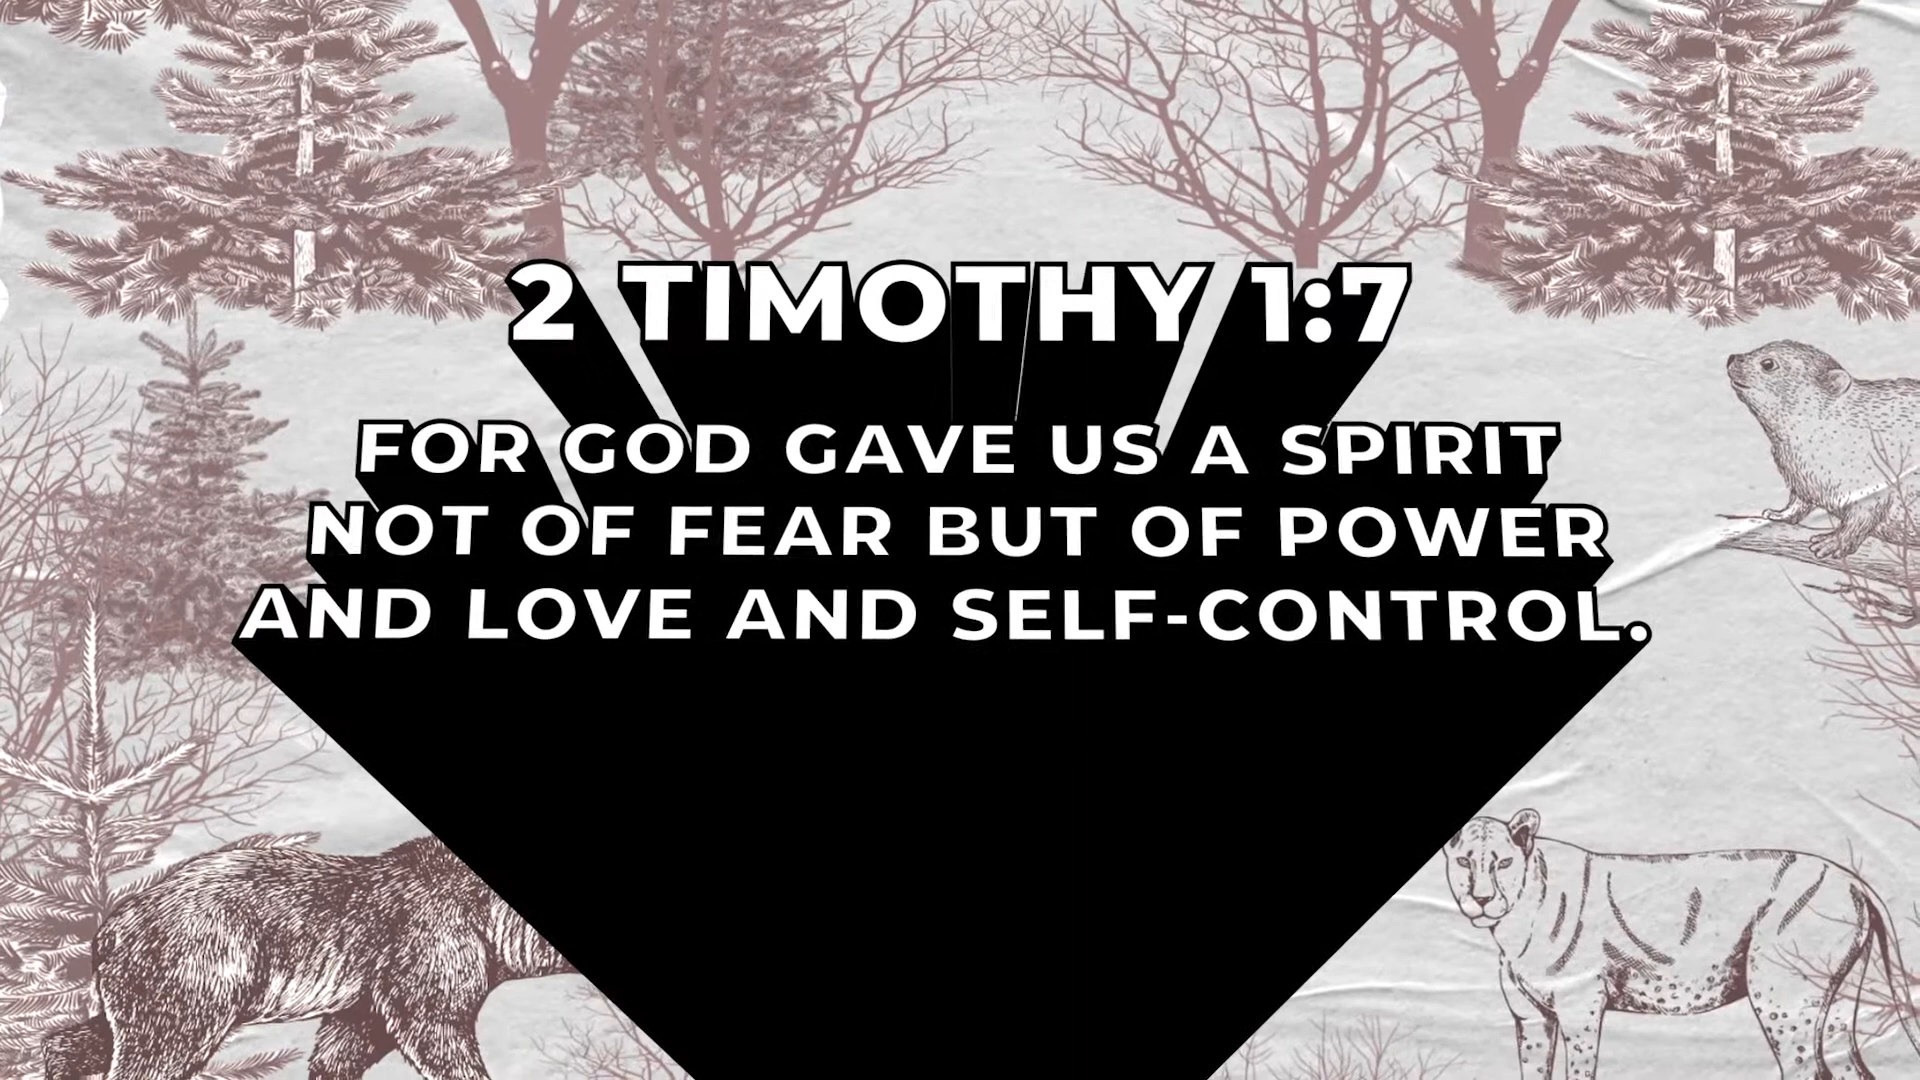 2 TIMOTHY 1:7
FOR GOD GAVE US A SPIRIT
NOT OF FEAR BUT OF POWER
AND LOVE AND SELF-CONTROL.